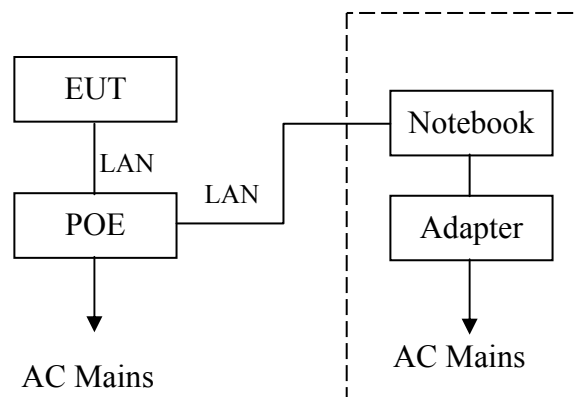 EUT
Notebook
LAN
LAN
POE
Adapter
AC Mains
AC Mains